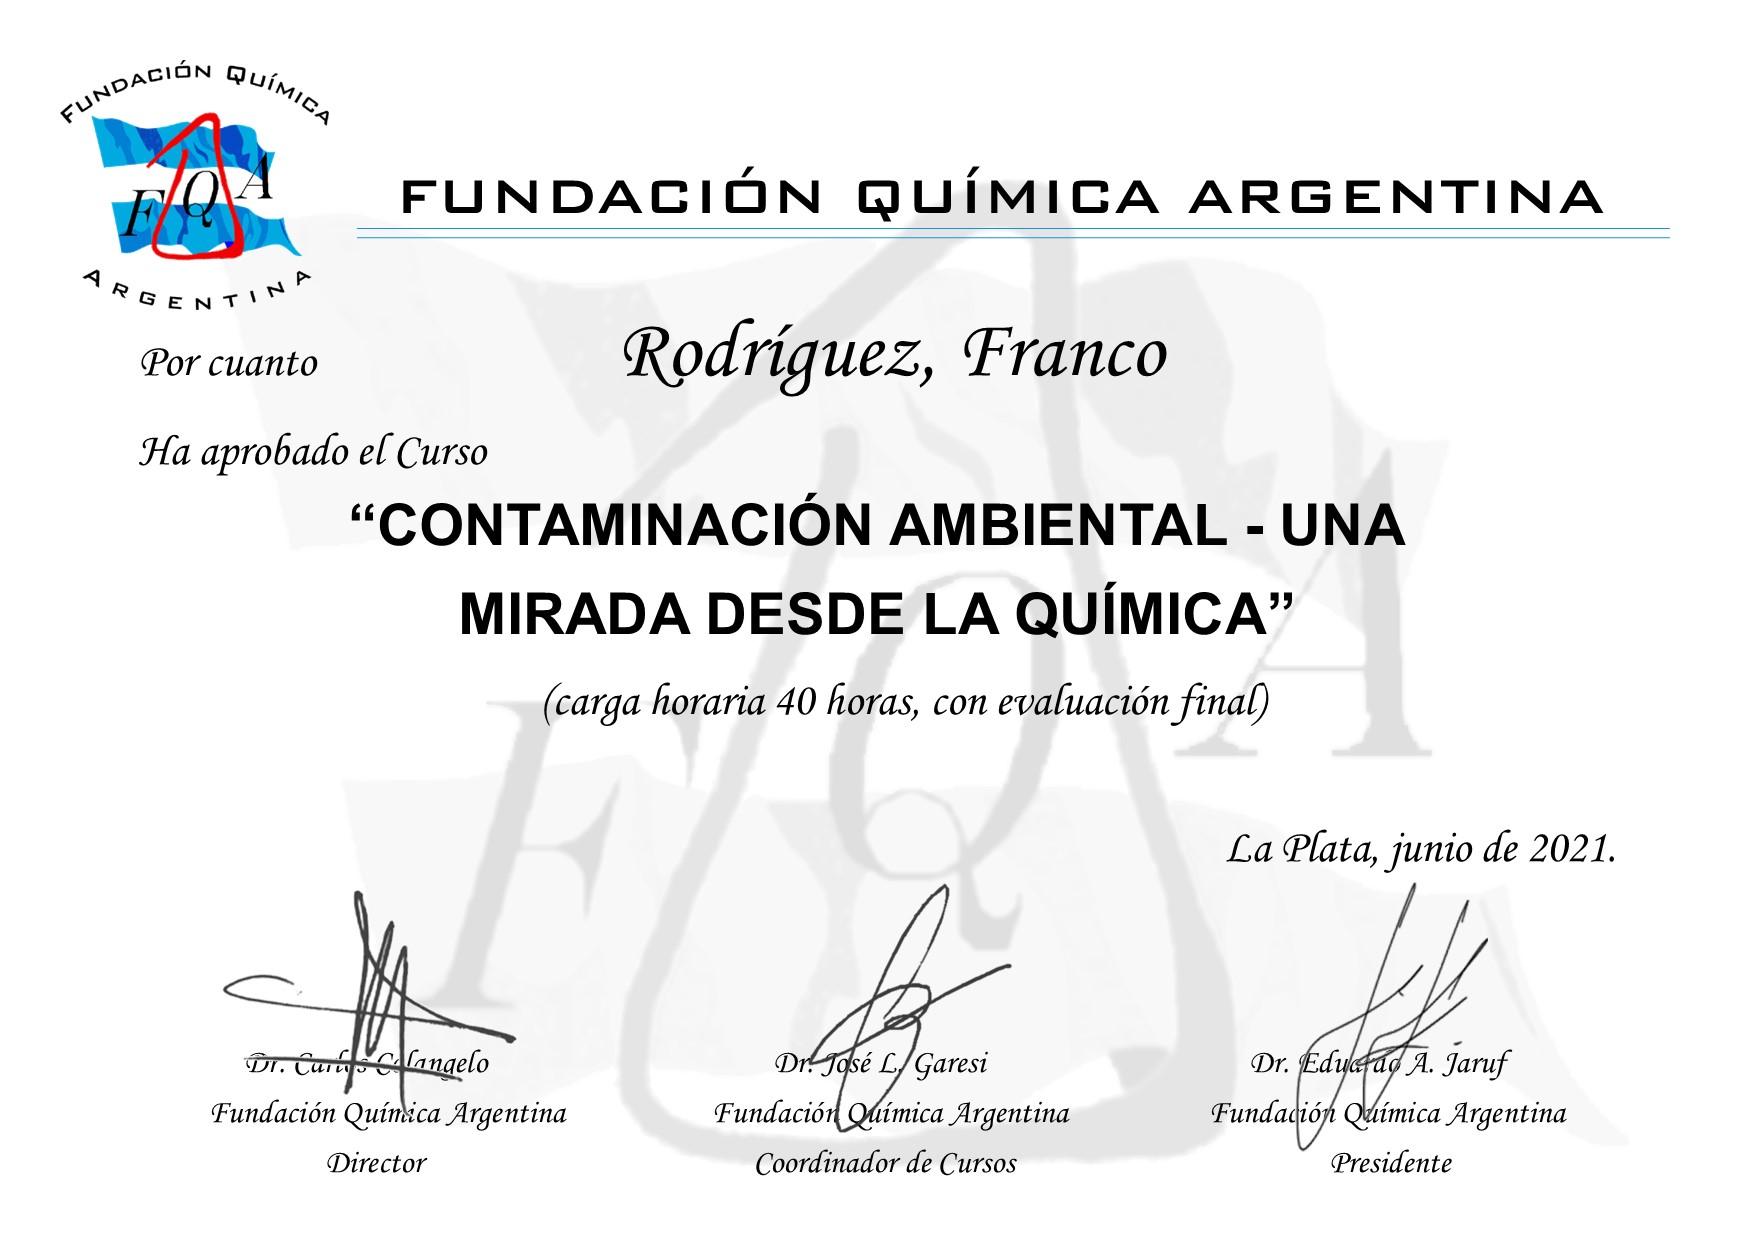 FUNDACIÓN QUÍMICA
F Q A
ARGENTINA
FUNDACIÓN QUÍMICA ARGENTINA
Por cuanto Rodríguez, Franco
Ha aprobado el Curso
“CONTAMINACIÓN AMBIENTAL - UNA
MIRADA DESDE LA QUÍMICA”
(carga horaria 40 horas, con evaluación final)
F Q A
La Plata, junio de 2021.
Dr. Carlos Colangelo Dr. José L. Garesi Dr. Eduardo A. Jaruf
Fundación Química Argentina Fundación Química Argentina Fundación Química Argentina
Director Coordinador de Cursos Presidente